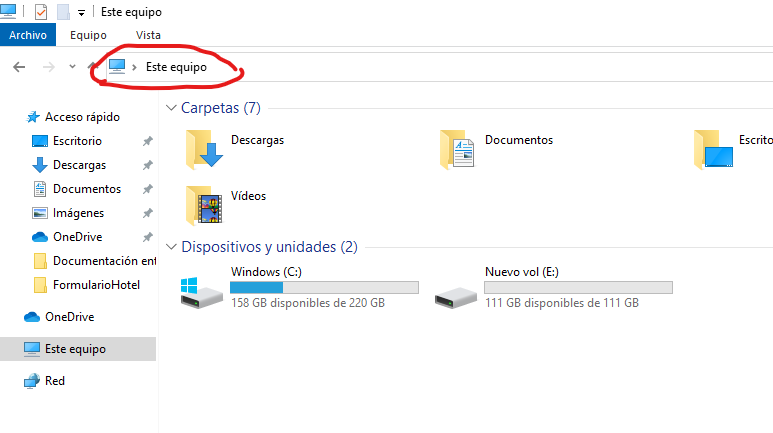 Este equipo
Archivo Equipo Vista
Este equipo
Acceso rápido
Escritorio
Descargas
Documentos
Imágenes
OneDrive
Documentación ent
FormularioHotel
OneDrive
Este equipo
Red
Carpetas (7)
Descargas Documentos Escrito
Vídeos
Dispositivos y unidades (2)
Windows (C:)
158 GB disponibles de 220 GB
Nuevo vol (E:)
111 GB disponibles de 111 GB